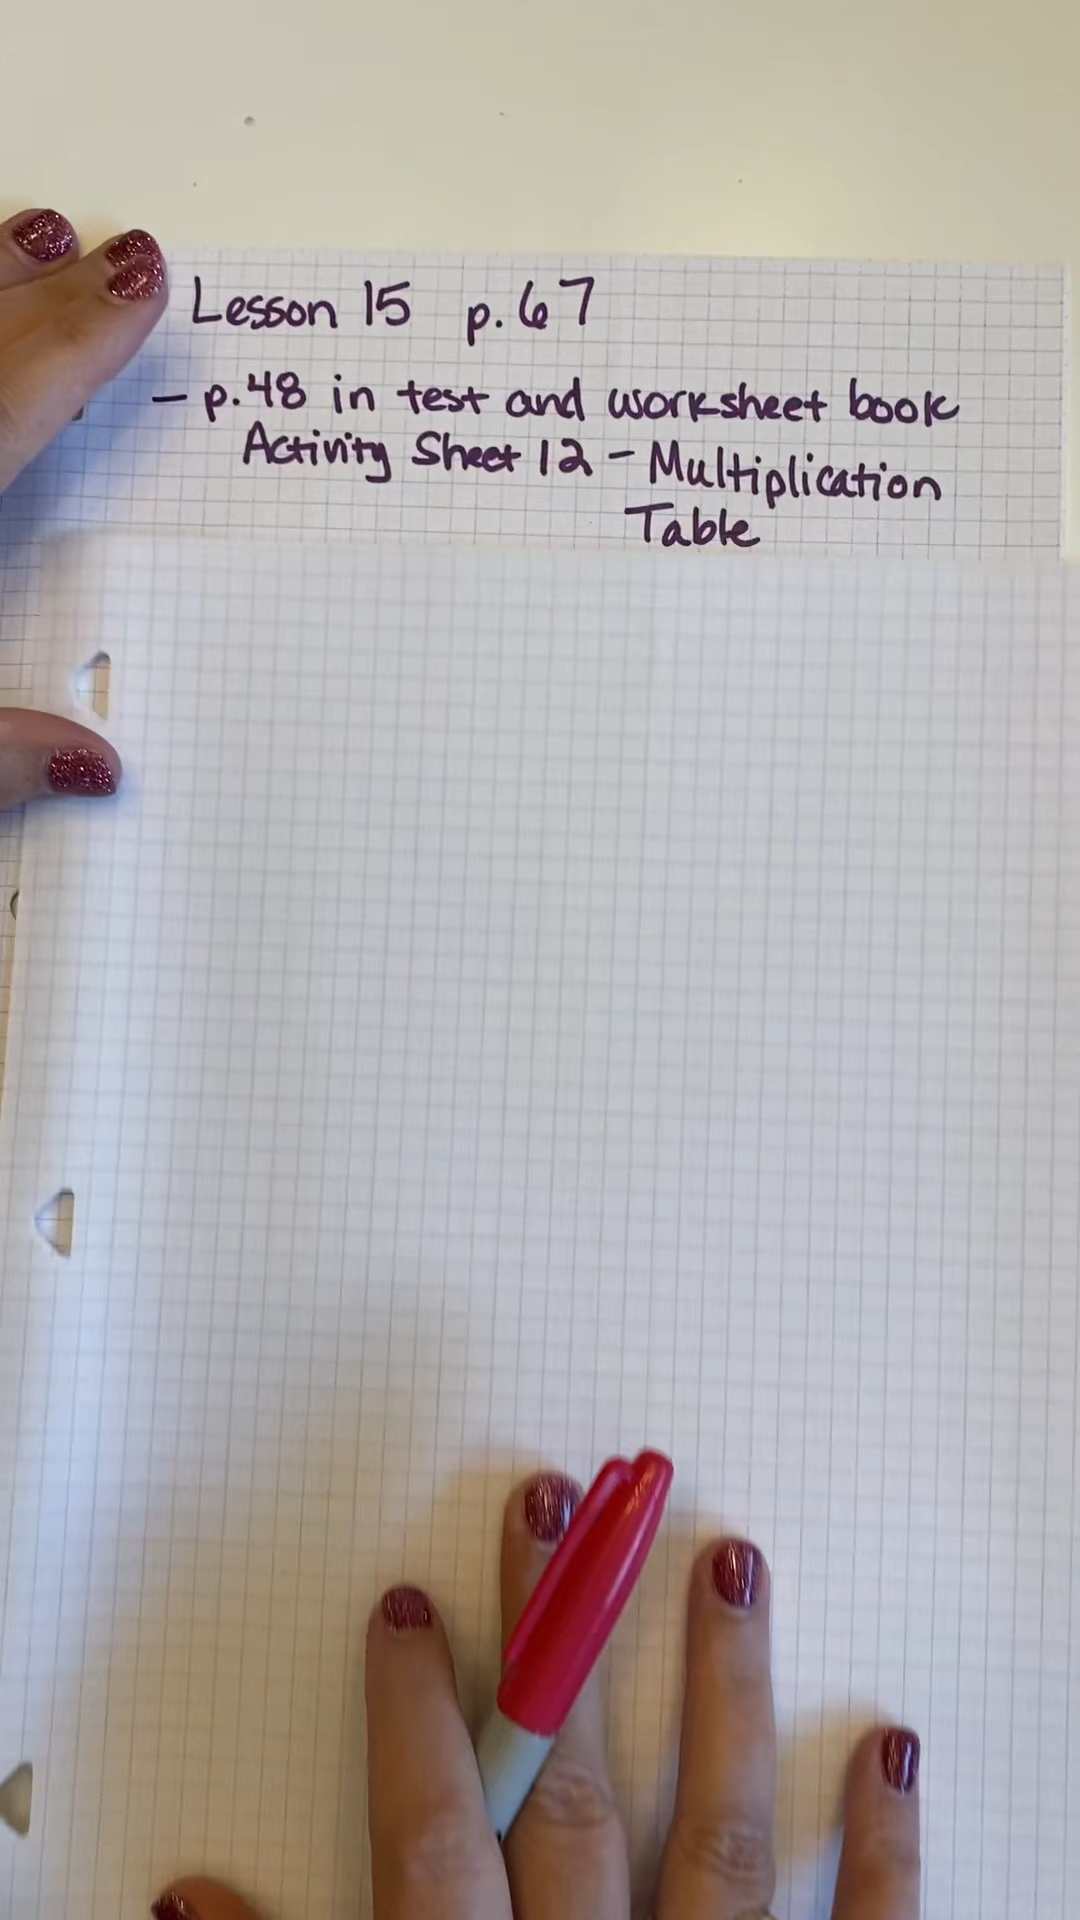 Lesson 15 p.67
- p.48 in test and worksheet book
Activity Sheet 12 - Multiplication
Table